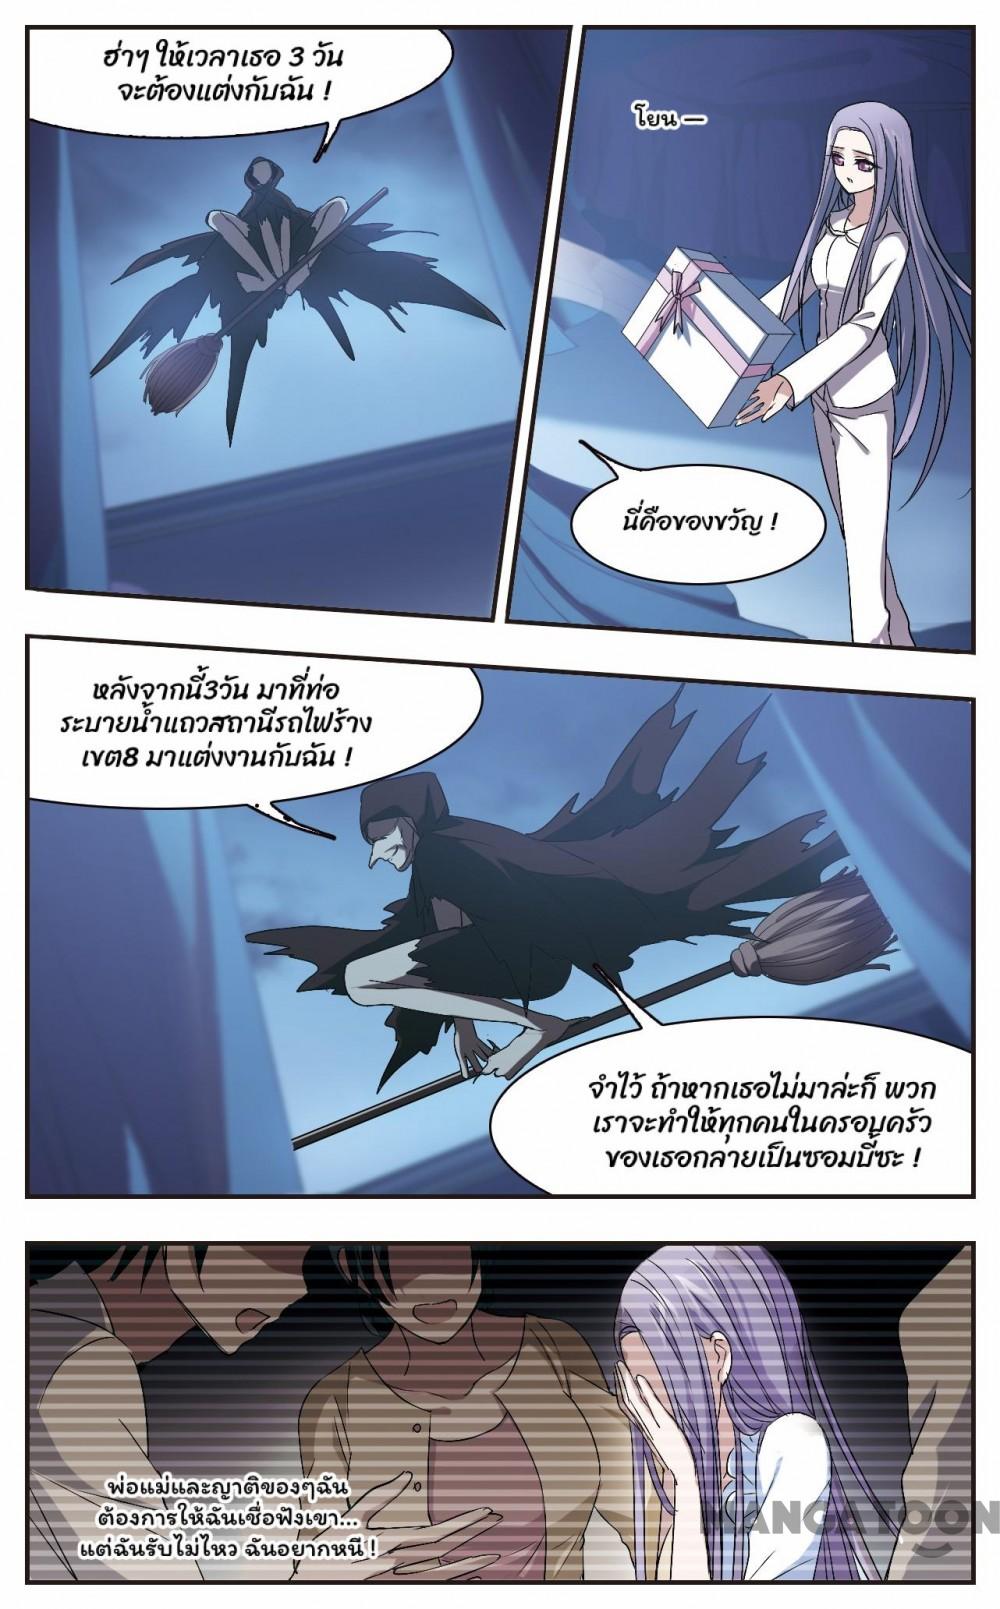 ฮ่าๆ ให้เวลาเธอ 3 วัน
จะต้องแต่งกับฉัน !
โยน —
นี่คือของขวัญ !
หลังจากนี้3วัน มาที่ท่อ
ระบายน้ำแถวสถานีรถไฟร้าง
เขต8 มาแต่งงานกับฉัน !
จำไว้ ถ้าหากเธอไม่มาล่ะก็ พวก
เราจะทำให้ทุกคนในครอบครัว
ของเธอกลายเป็นซอมบี้ซะ !
พ่อแม่และญาติของๆฉัน
ต้องการให้ฉันเชื่อฟังเขา...
แต่ฉันรับไม่ไหว ฉันอยากหนี !
MANGATOON